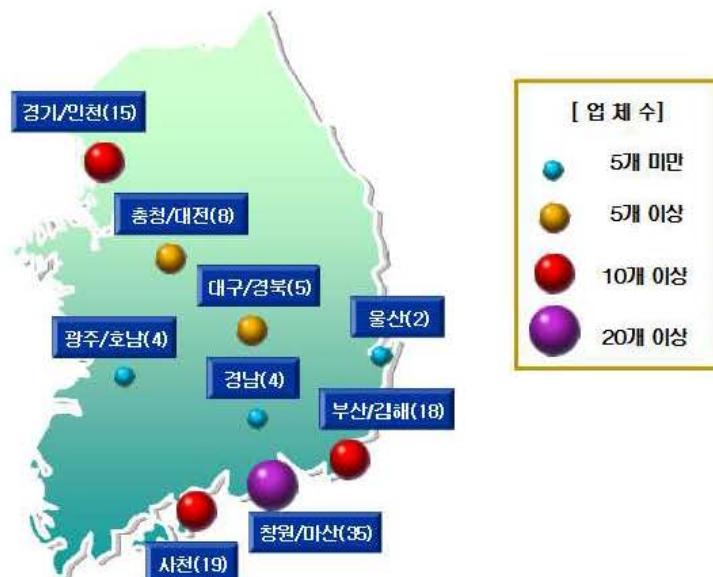 경기/인천(15)
충청/대전(8)
대구/경북(5)
울산(2)
광주/호남(4)
경남(4)
부산/김해(18)
창원/마산(35)
사천(19)
[ 업 체 수]
5개 미만
5개 이상
10개 이상
20개 이상